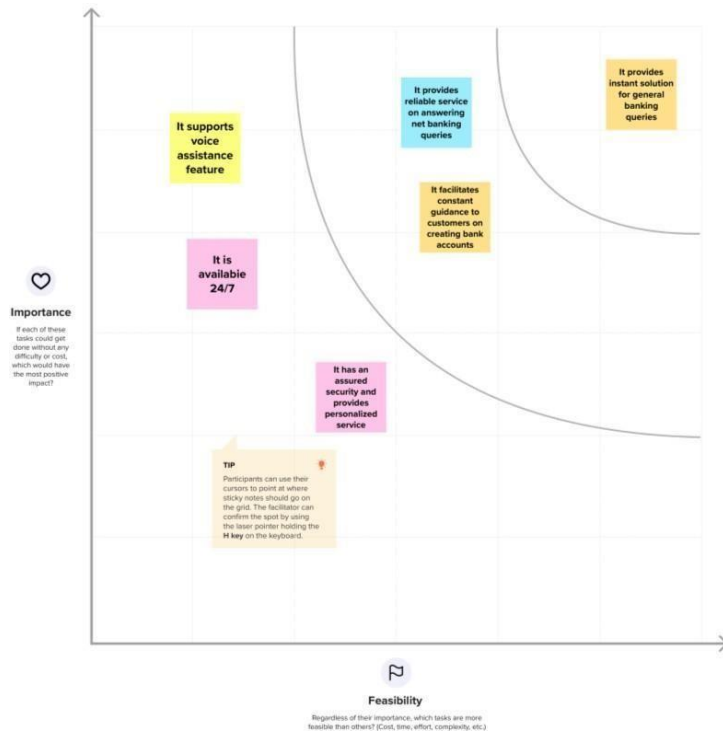 It provides
instant solution
for general
banking
queries
It provides
reliable service
on answering
net banking
queries
It supports
voice
assistance
feature
It facilitates
constant
guidance to
customers on
creating bank
accounts
It is
available
24/7
Importance
If each of these
tasks could get
done without any
difficulty or cost,
which would have
the most positive
impact?
It has an
assured
security and
provides
personalized
service
TIP
Participants can use their
cursors to point at where
sticky notes should go on
the grid. The facilitator can
confirm the spot by using
the laser pointer holding the
H key on the keyboard.
Feasibility
Regardless of their importance, which tasks are more
feasible than others? (Cost, time, effort, complexity, etc.)